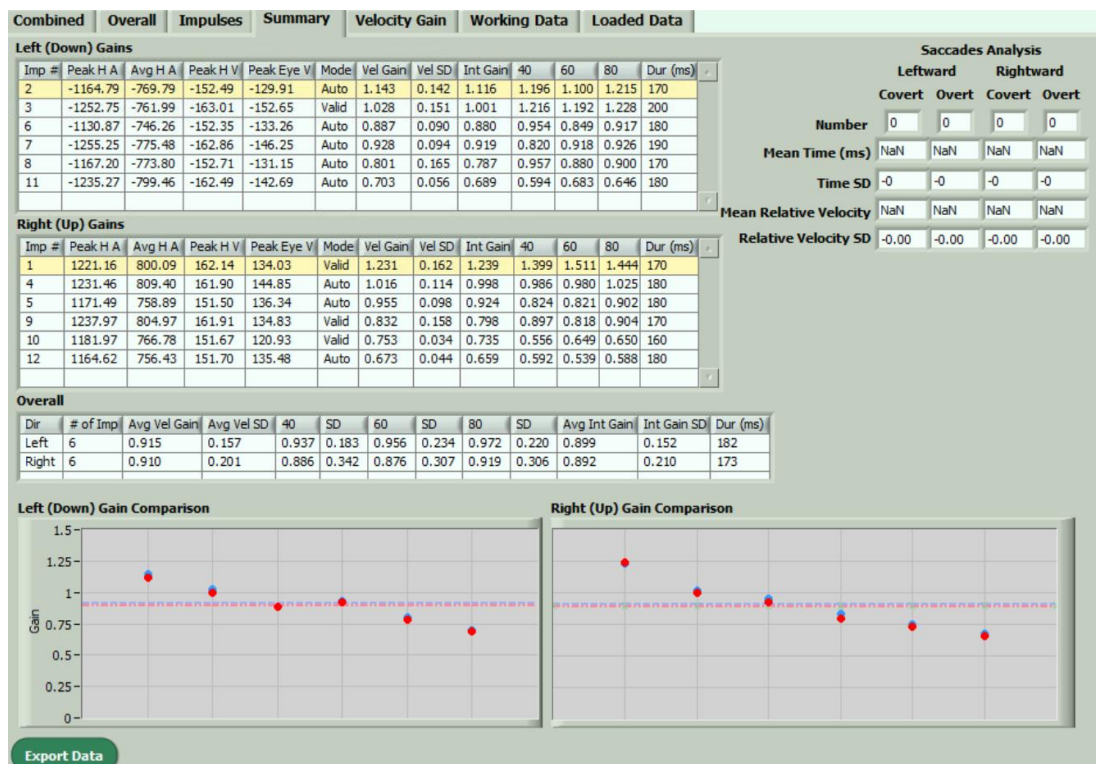 Combined Overall Impulses Summary Velocity Gain Working Data Loaded Data
Left (Down) Gains
Imp # Peak H A Avg H A Peak H V Peak Eye V Mode Vel Gain Vel SD Int Gain 40 60 80 Dur (ms)
2 -1164.79 -769.79 -152.49 -129.91 Auto 1.143 0.142 1.116 1.196 1.100 1.215 170
3 -1252.75 -761.99 -163.01 -152.65 Valid 1.028 0.151 1.001 1.216 1.192 1.228 200
6 -1130.87 -746.26 -152.35 -133.26 Auto 0.887 0.090 0.880 0.954 0.849 0.917 180
7 -1255.25 -775.48 -162.86 -146.25 Auto 0.928 0.094 0.919 0.820 0.918 0.926 190
8 -1167.20 -773.80 -152.71 -131.15 Auto 0.801 0.165 0.787 0.957 0.880 0.900 170
11 -1235.27 -799.46 -162.49 -142.69 Auto 0.703 0.056 0.689 0.594 0.683 0.646 180
Right (Up) Gains
Imp # Peak H A Avg H A Peak H V Peak Eye V Mode Vel Gain Vel SD Int Gain 40 60 80 Dur (ms)
1 1221.16 800.09 162.14 134.03 Valid 1.231 0.162 1.239 1.399 1.511 1.444 170
4 1231.46 809.40 161.90 144.85 Auto 1.016 0.114 0.998 0.986 0.980 1.025 180
5 1171.49 758.89 151.50 136.34 Auto 0.955 0.098 0.924 0.824 0.821 0.902 180
9 1237.97 804.97 161.91 134.83 Valid 0.832 0.158 0.798 0.897 0.818 0.904 170
10 1181.97 766.78 151.67 120.93 Valid 0.753 0.034 0.735 0.556 0.649 0.650 160
12 1164.62 756.43 151.70 135.48 Auto 0.673 0.044 0.659 0.592 0.539 0.588 180
Saccades Analysis
Leftward Rightward
Covert Overt Covert Overt
Number 0 0 0 0
Mean Time (ms) NaN NaN NaN NaN
Time SD -0 -0 -0 -0
Mean Relative Velocity NaN NaN NaN NaN
Relative Velocity SD -0.00 -0.00 -0.00 -0.00
Overall
Dir # of Imp Avg Vel Gain Avg Vel SD 40 SD 60 SD 80 SD Avg Int Gain Int Gain SD Dur (ms)
Left 6 0.915 0.157 0.937 0.183 0.956 0.234 0.972 0.220 0.899 0.152 182
Right 6 0.910 0.201 0.886 0.342 0.876 0.307 0.919 0.306 0.892 0.210 173
Left (Down) Gain Comparison
1.5
1.25
1
0.75
0.5
0.25
0
Gain
Right (Up) Gain Comparison
Export Data